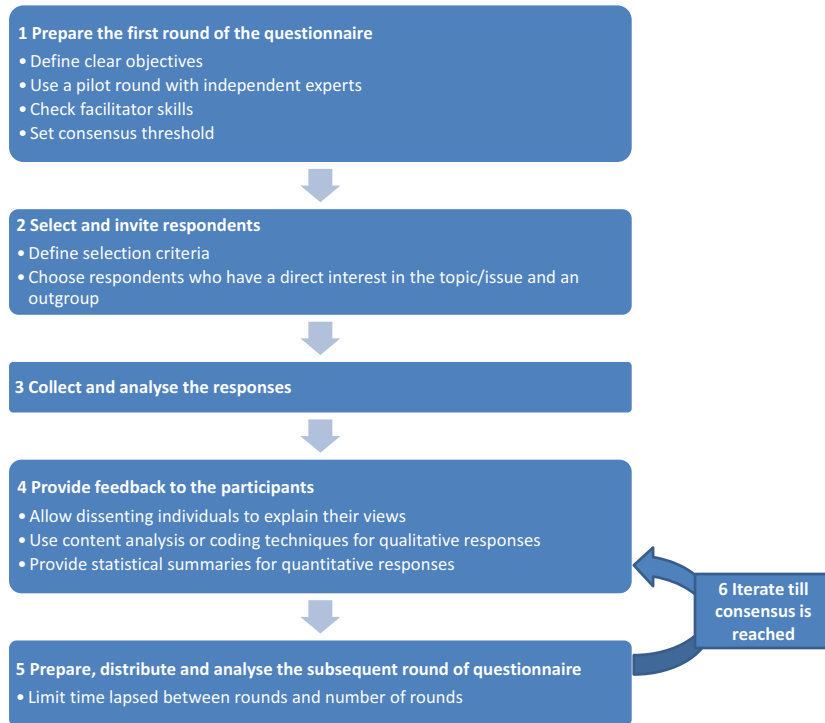 1 Prepare the first round of the questionnaire
• Define clear objectives
• Use a pilot round with independent experts
• Check facilitator skills
• Set consensus threshold
2 Select and invite respondents
• Define selection criteria
• Choose respondents who have a direct interest in the topic/issue and an
outgroup
3 Collect and analyse the responses
4 Provide feedback to the participants
• Allow dissenting individuals to explain their views
• Use content analysis or coding techniques for qualitative responses
• Provide statistical summaries for quantitative responses
5 Prepare, distribute and analyse the subsequent round of questionnaire
• Limit time lapsed between rounds and number of rounds
6 Iterate till
consensus is
reached